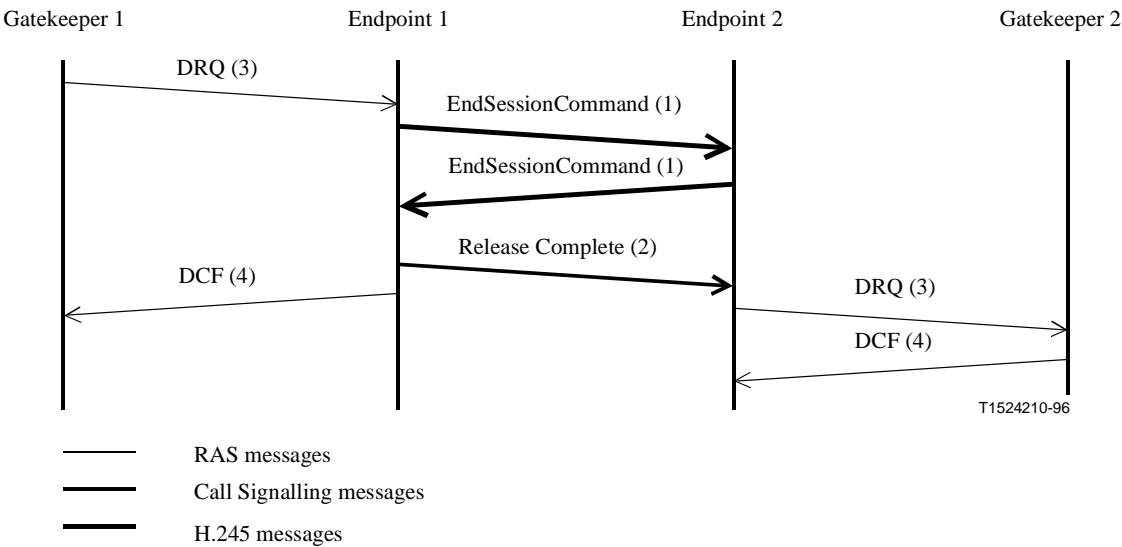 Gatekeeper 1
Endpoint 1
Endpoint 2
Gatekeeper 2
DRQ (3)
EndSessionCommand (1)
EndSessionCommand (1)
Release Complete (2)
DCF (4)
DRQ (3)
DCF (4)
T1524210-96
RAS messages
Call Signalling messages
H.245 messages